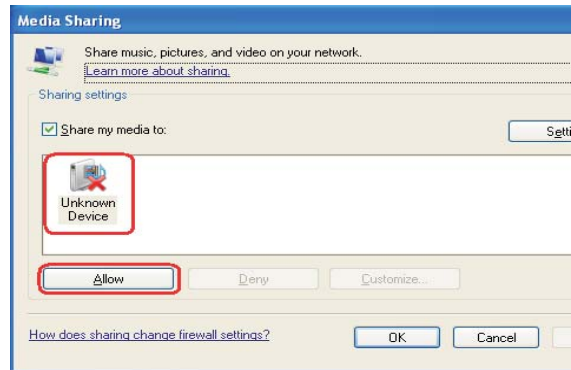 Media Sharing
Share music, pictures, and video on your network.
Learn more about sharing.
Sharing settings
Share my media to:
Unknown
Device
Allow
Deny
Customize...
How does sharing change firewall settings?
OK
Cancel